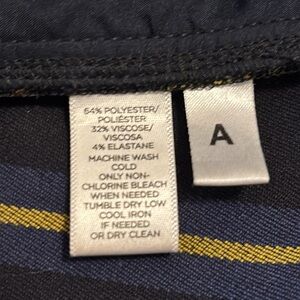 64% POLYESTER/
POLIÉSTER
32% VISCOSE/
VISCOSA
4% ELASTANE
MACHINE WASH
COLD
ONLY NON-
CHLORINE BLEACH
WHEN NEEDED
TUMBLE DRY LOW
COOL IRON
IF NEEDED
OR DRY CLEAN
A